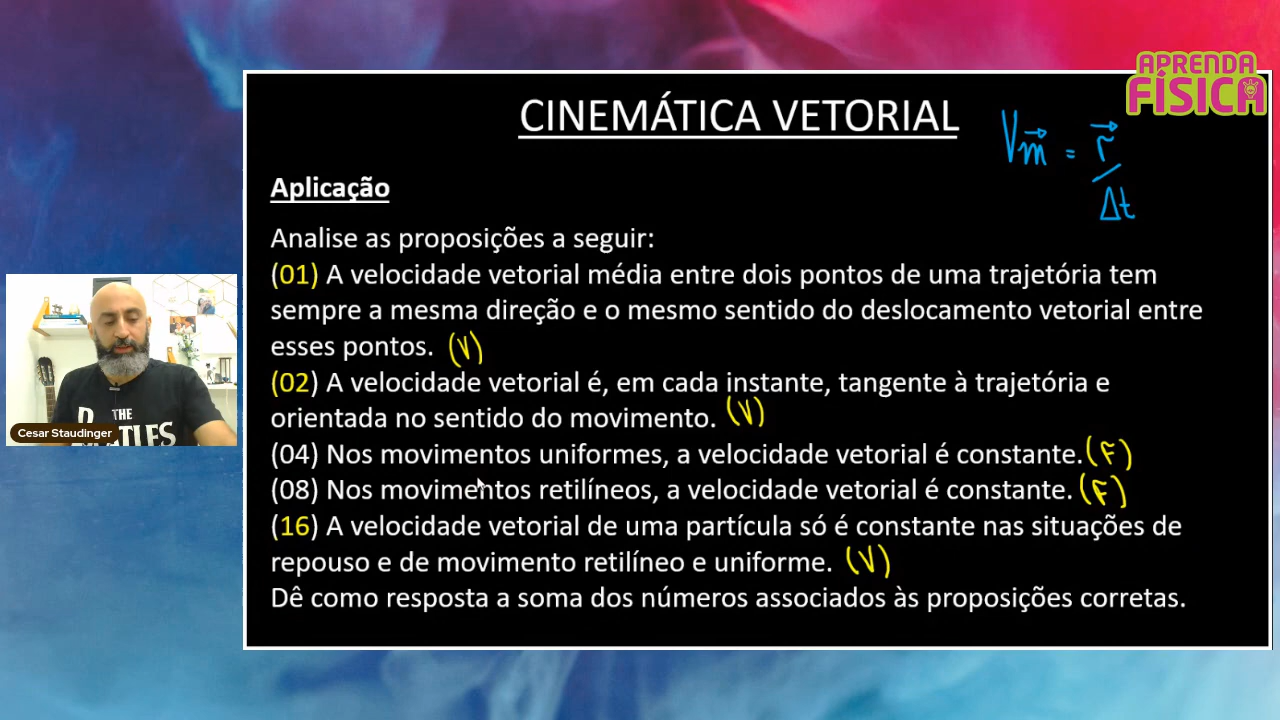 APRENDA
FÍSICA
CINEMÁTICA VETORIAL
Vm = r / Δt
Aplicação
Analise as proposições a seguir:
(01) A velocidade vetorial média entre dois pontos de uma trajetória tem
sempre a mesma direção e o mesmo sentido do deslocamento vetorial entre
esses pontos. (V)
(02) A velocidade vetorial é, em cada instante, tangente à trajetória e
orientada no sentido do movimento. (V)
(04) Nos movimentos uniformes, a velocidade vetorial é constante. (F)
(08) Nos movimentos retilíneos, a velocidade vetorial é constante. (F)
(16) A velocidade vetorial de uma partícula só é constante nas situações de
repouso e de movimento retilíneo e uniforme. (V)
Dê como resposta a soma dos números associados às proposições corretas.
THE
Cesar Staudinger